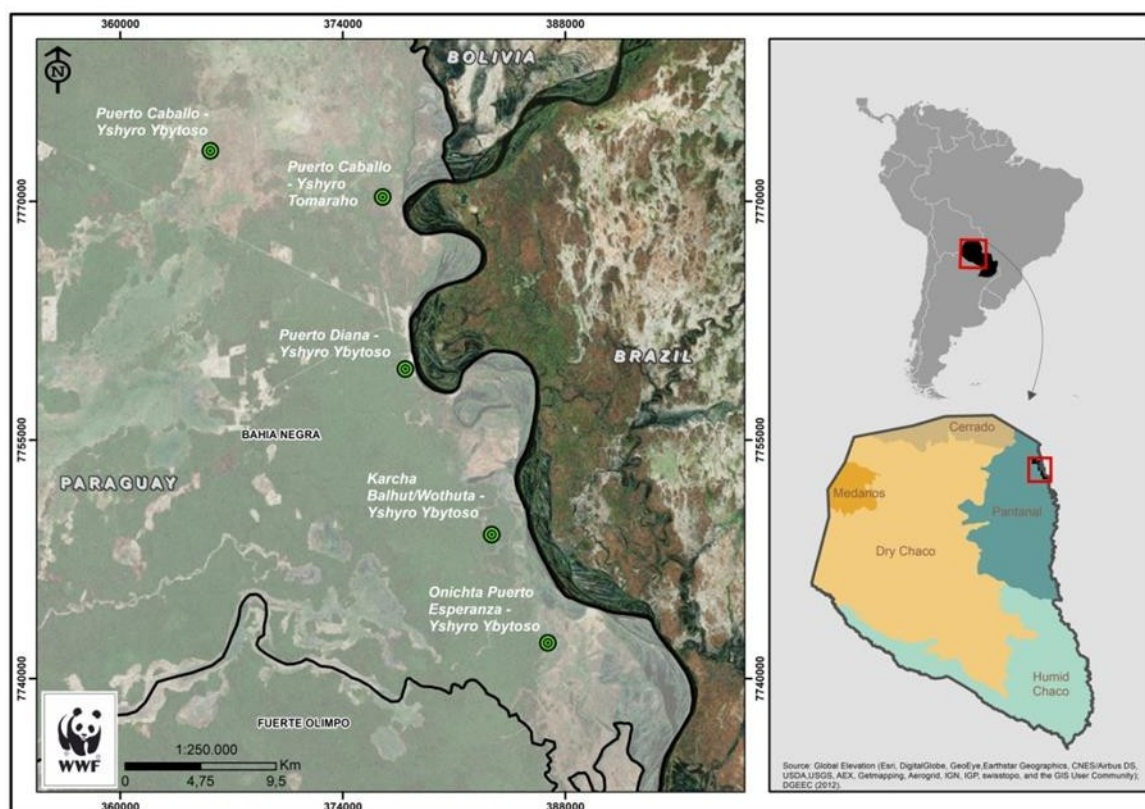 360000 374000 388000
BOLIVIA
N
Puerto Caballo -
Yshyro Ybytoso
Puerto Caballo
- Yshyro
Tomaraho
7770000
7770000
Puerto Diana -
Yshyro Ybytoso
BRAZIL
BAHIA NEGRA
7755000
7755000
PARAGUAY
Karcha
Balhut/Wothuta -
Yshyro Ybytoso
Onichta Puerto
Esperanza -
Yshyro Ybytoso
7740000
7740000
FUERTE OLIMPO
WWF
1:250.000
Km
0 4,75 9,5
360000 374000 388000
Cerrado
Medanos
Pantanal
Dry Chaco
Humid
Chaco
Source: Global Elevation (Esri, DigitalGlobe, GeoEye,Earthstar Geographics, CNES/Airbus DS,
USDA,USGS, AEX, Getmapping, Aerogrid, IGN, IGP, swisstopo, and the GIS User Community);
DGEEC (2012).